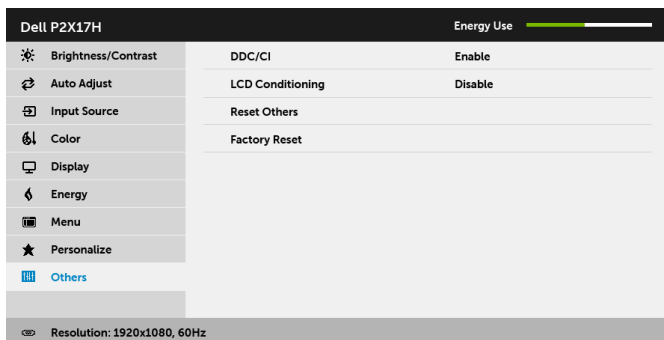 Dell P2X17H Energy Use
Brightness/Contrast DDC/CI Enable
Auto Adjust LCD Conditioning Disable
Input Source Reset Others
Color Factory Reset
Display
Energy
Menu
Personalize
Others
Resolution: 1920x1080, 60Hz